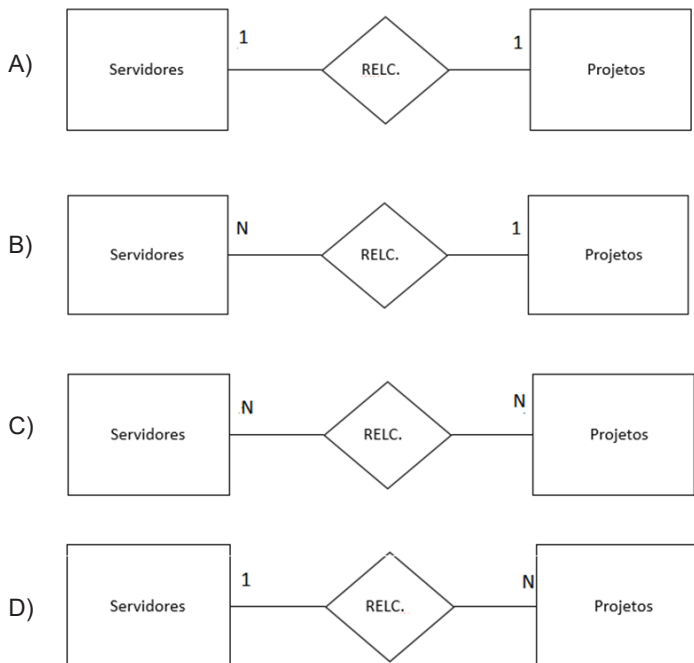 1 1
A) Servidores RELC. Projetos
N 1
B) Servidores RELC. Projetos
N N
C) Servidores RELC. Projetos
1 N
D) Servidores RELC. Projetos